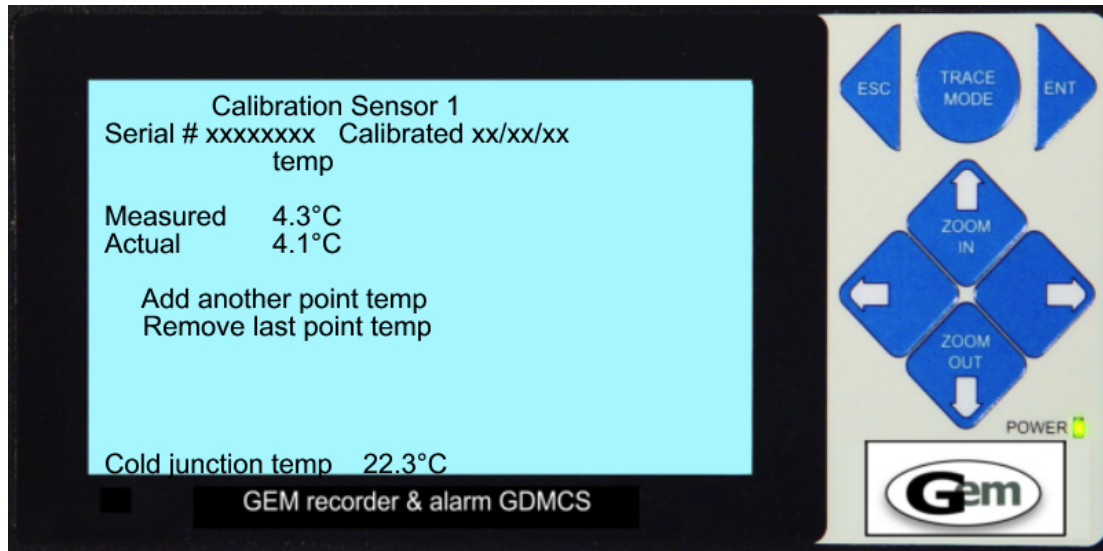 Calibration Sensor 1
Serial # xxxxxxxx Calibrated xx/xx/xx
temp
Measured 4.3°C
Actual 4.1°C
Add another point temp
Remove last point temp
Cold junction temp 22.3°C
GEM recorder & alarm GDMCS
ESC
TRACE
MODE
ENT
ZOOM
IN
ZOOM
OUT
POWER
Gem